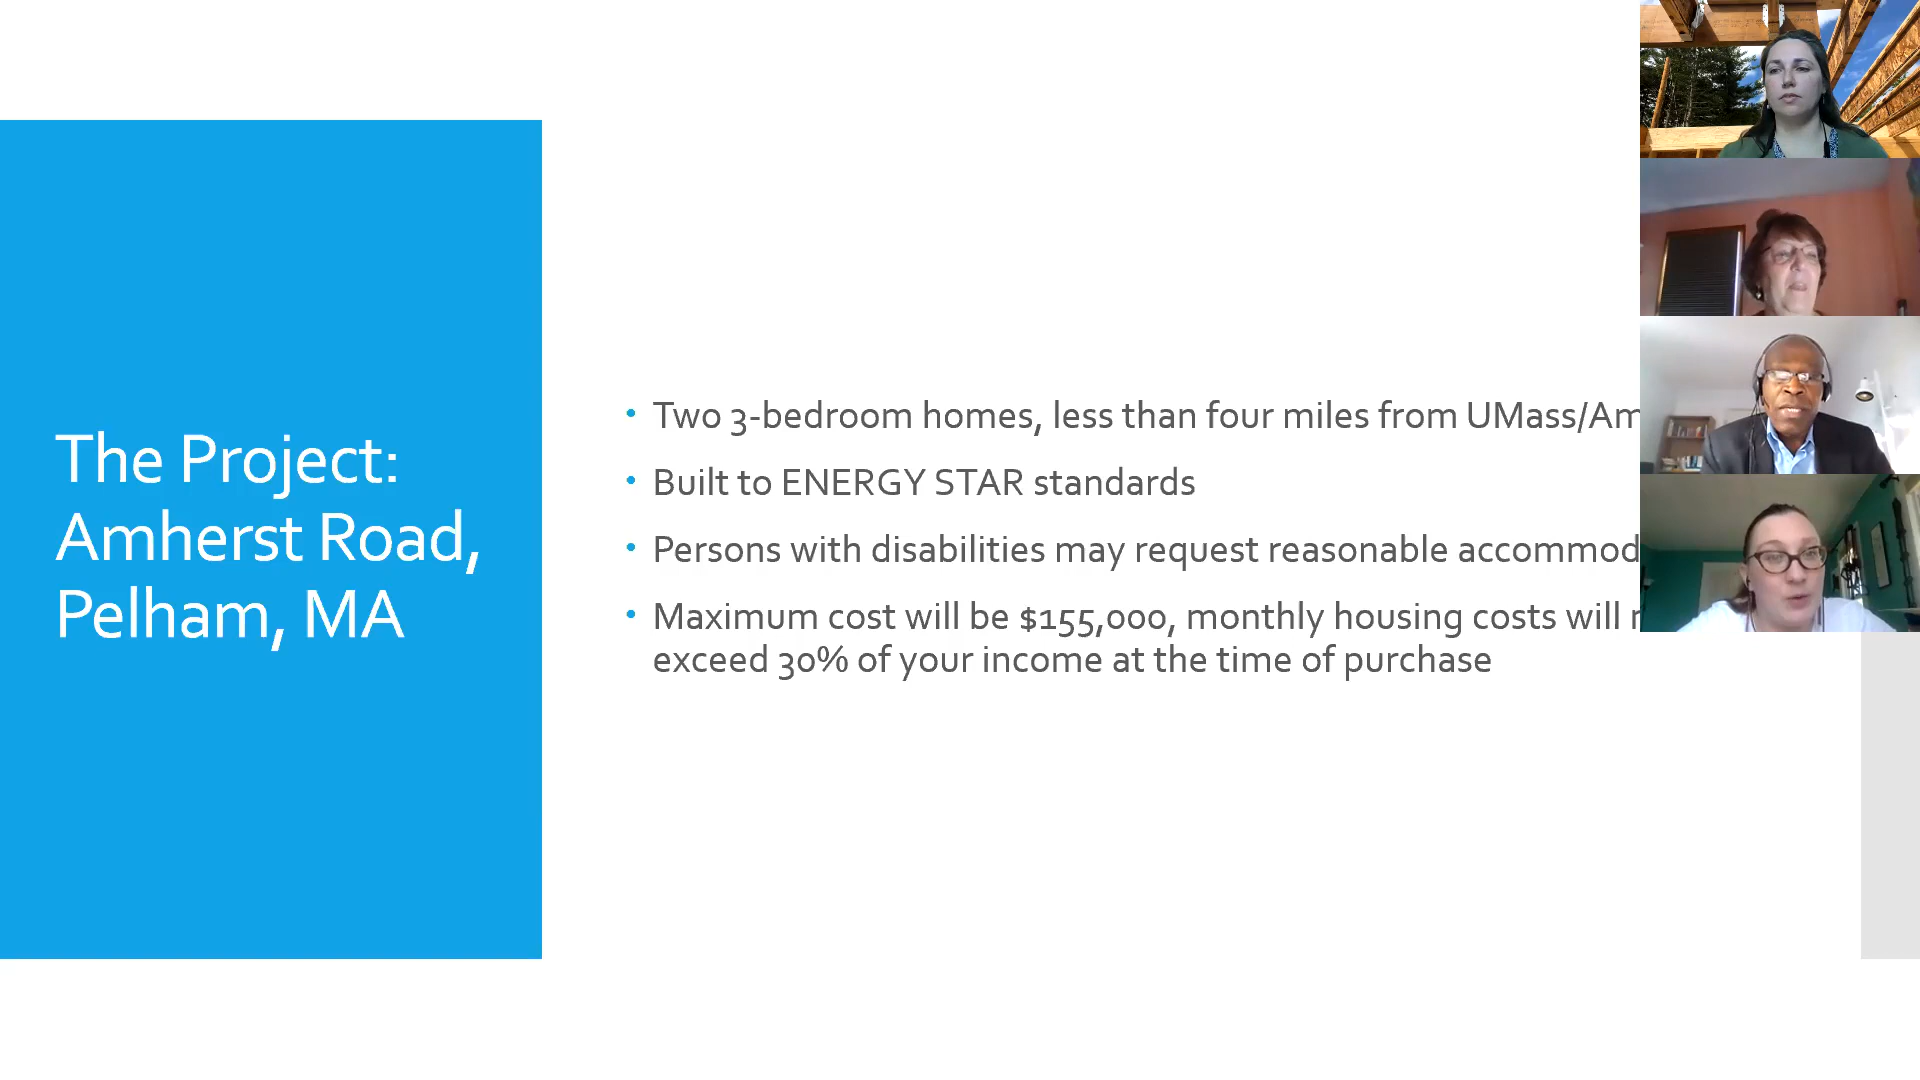 The Project:
Amherst Road,
Pelham, MA
• Two 3-bedroom homes, less than four miles from UMass/Am
• Built to ENERGY STAR standards
• Persons with disabilities may request reasonable accommod
• Maximum cost will be $155,000, monthly housing costs will
exceed 30% of your income at the time of purchase